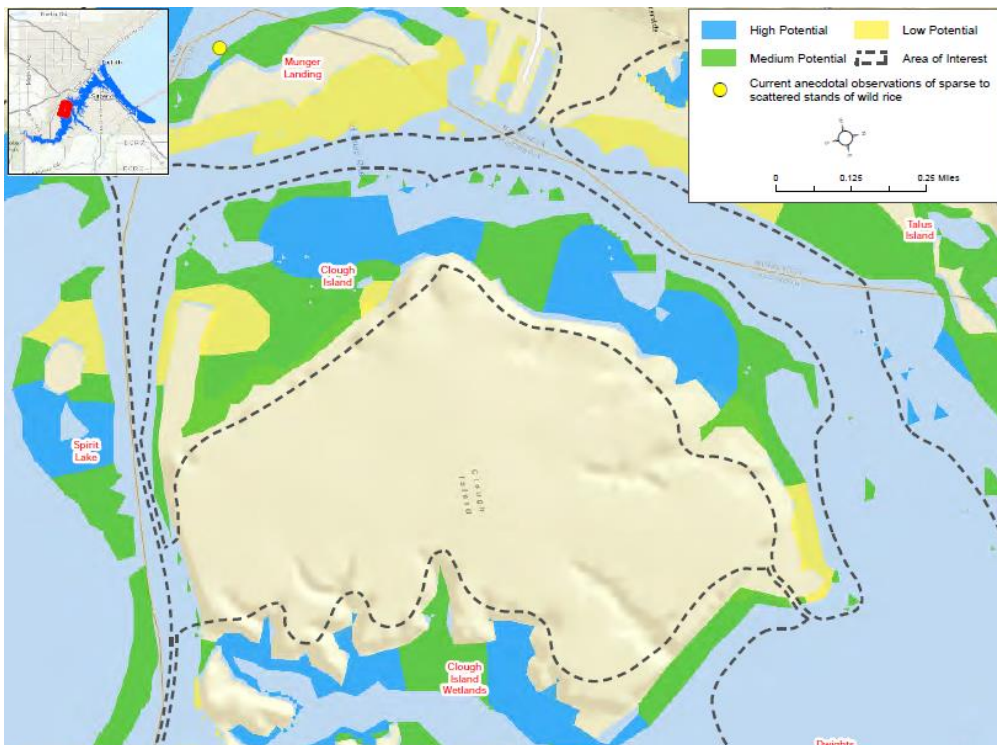 High Potential
Low Potential
Medium Potential
Area of Interest
Current anecdotal observations of sparse to
scattered stands of wild rice
0
0.125
0.25 Miles
Munger
Landing
Talus
Island
Clough
Island
Spirit
Lake
Clough
Island
Clough
Island
Wetlands
Dwights